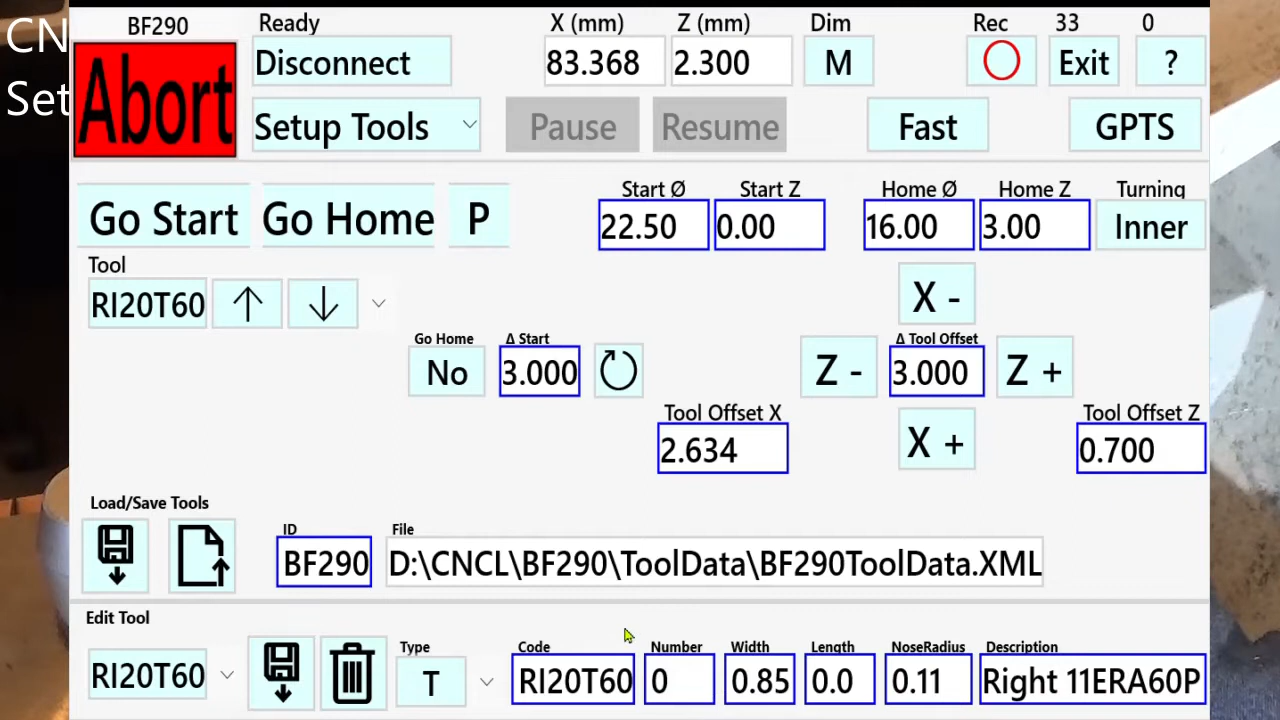 CN
Set
BF290
Abort
Ready
Disconnect
X (mm)
83.368
Z (mm)
2.300
Dim
M
Rec
33
Exit
0
?
Setup Tools
Pause
Resume
Fast
GPTS
Go Start
Go Home
P
Start Ø
22.50
Start Z
0.00
Home Ø
16.00
Home Z
3.00
Turning
Inner
Tool
RI20T60
X -
Go Home
No
Δ Start
3.000
Z -
Δ Tool Offset
3.000
Z +
Tool Offset X
2.634
X +
Tool Offset Z
0.700
Load/Save Tools
ID
BF290
File
D:\CNCL\BF290\ToolData\BF290ToolData.XML
Edit Tool
RI20T60
Type
T
Code
RI20T60
Number
0
Width
0.85
Length
0.0
NoseRadius
0.11
Description
Right 11ERA60P